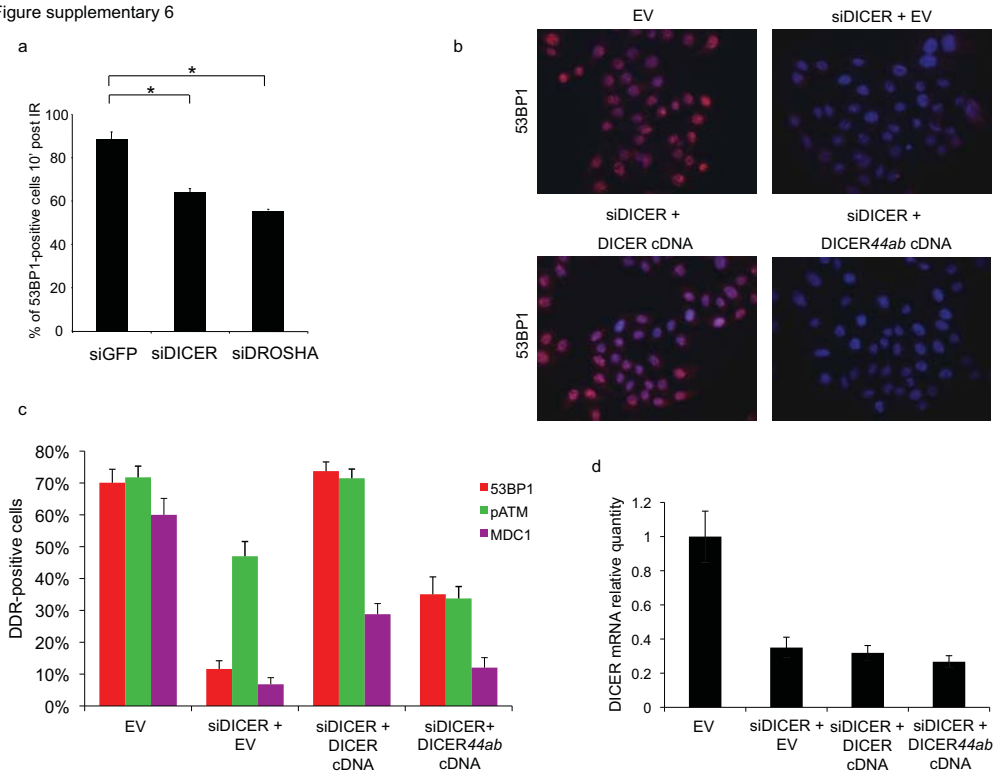 Figure supplementary 6
a
*
*
% of 53BP1-positive cells 10' post IR
100
80
60
40
20
0
siGFP
siDICER
siDROSHA
b
EV
siDICER + EV
53BP1
siDICER +
DICER cDNA
siDICER +
DICER44ab cDNA
53BP1
c
DDR-positive cells
80%
70%
60%
50%
40%
30%
20%
10%
0%
53BP1
pATM
MDC1
EV
siDICER +
EV
siDICER +
DICER
cDNA
siDICER+
DICER44ab
cDNA
d
DICER mRNA relative quantity
1.2
1
0.8
0.6
0.4
0.2
0
EV
siDICER +
EV
siDICER +
DICER
cDNA
siDICER +
DICER44ab
cDNA